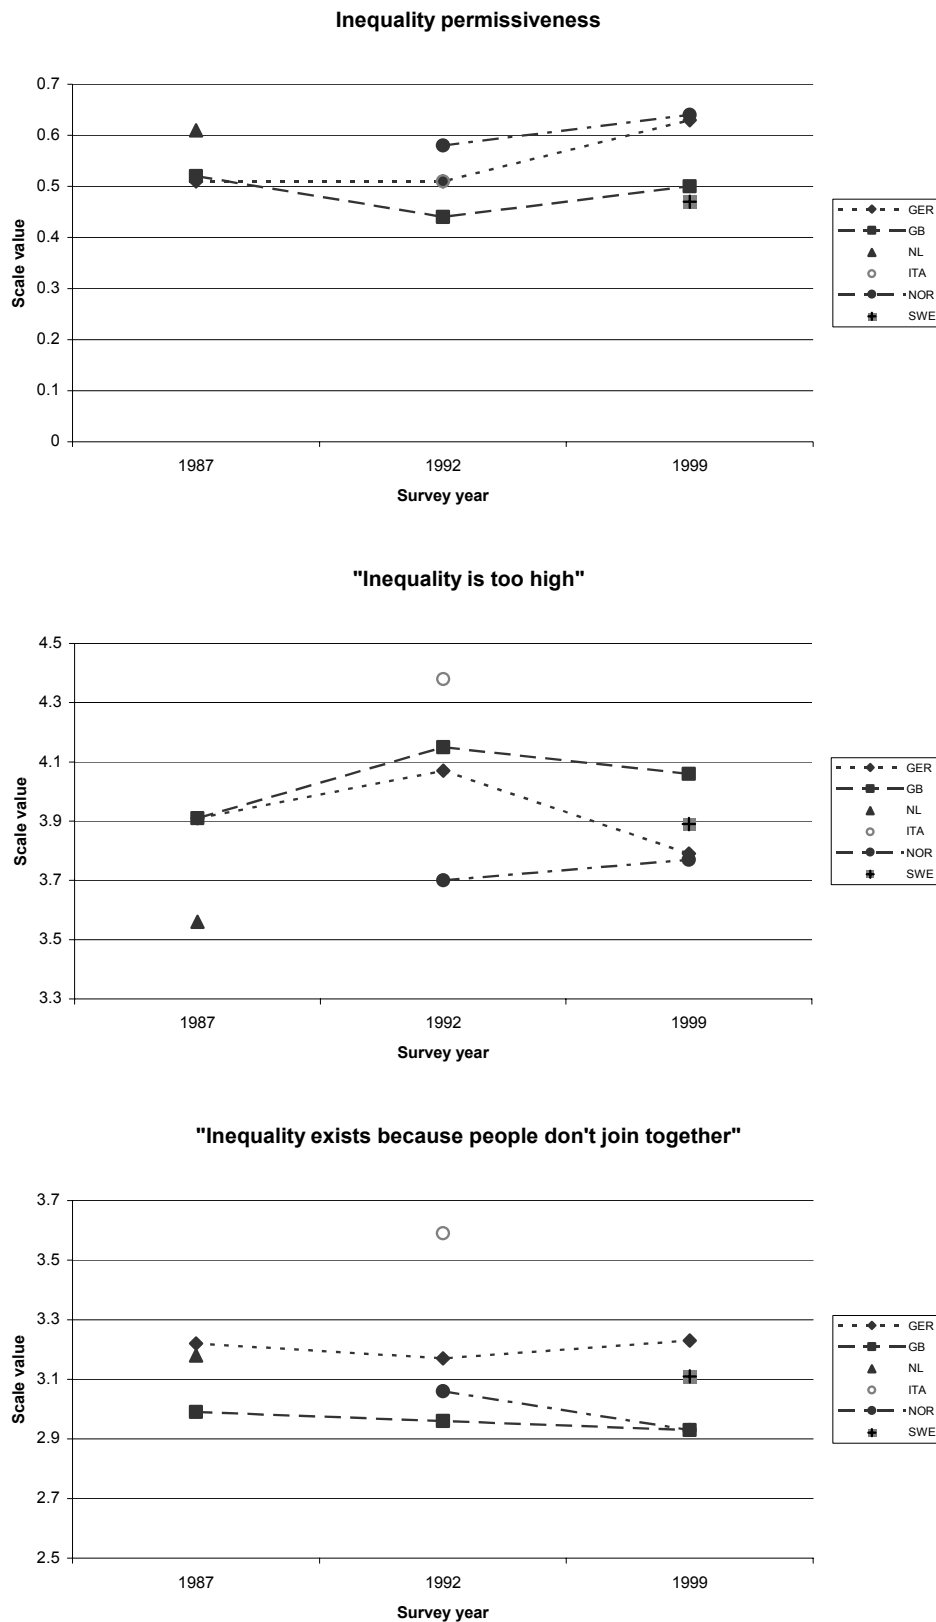 Inequality permissiveness
0.7
0.6
0.5
0.4
0.3
0.2
0.1
0
Scale value
1987 1992 1999
Survey year
GER
GB
NL
ITA
NOR
SWE
"Inequality is too high"
4.5
4.3
4.1
3.9
3.7
3.5
3.3
Scale value
1987 1992 1999
Survey year
GER
GB
NL
ITA
NOR
SWE
"Inequality exists because people don't join together"
3.7
3.5
3.3
3.1
2.9
2.7
2.5
Scale value
1987 1992 1999
Survey year
GER
GB
NL
ITA
NOR
SWE